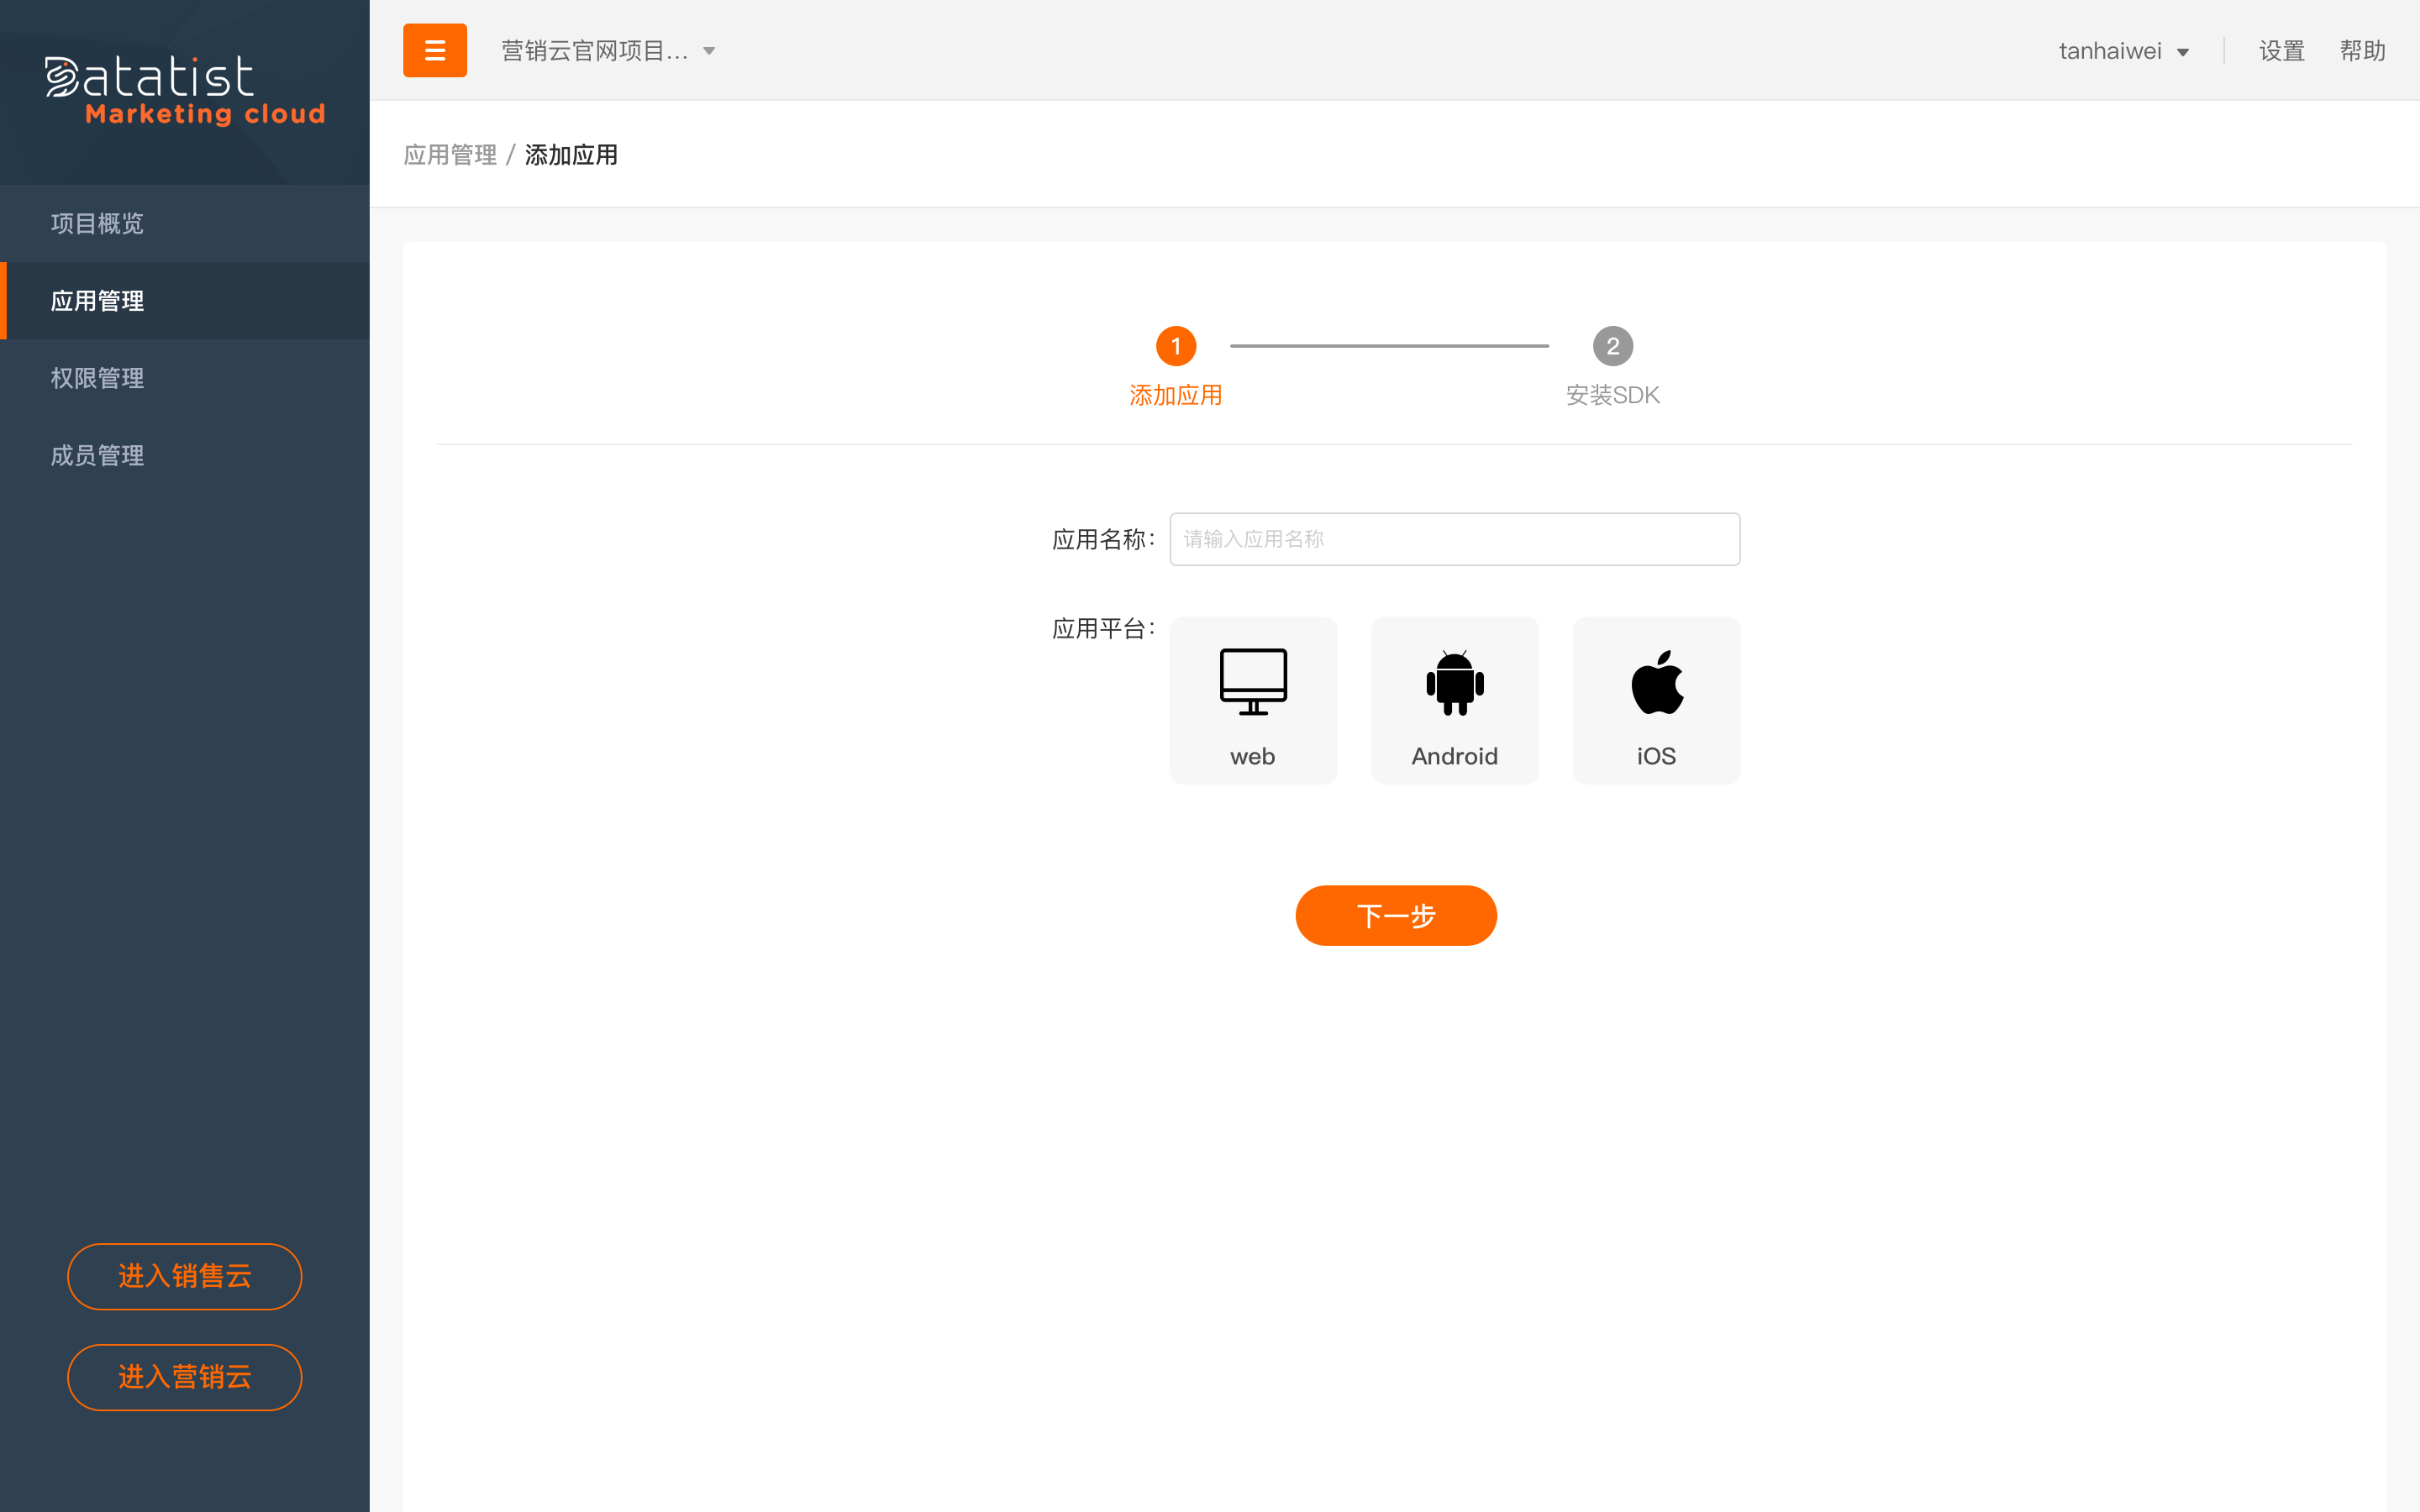 Datatist
Marketing cloud
营销云官网项目...
tanhaiwei
设置
帮助
应用管理 / 添加应用
项目概览
应用管理
权限管理
成员管理
1
2
添加应用
安装SDK
应用名称：
请输入应用名称
应用平台：
web
Android
iOS
下一步
进入销售云
进入营销云